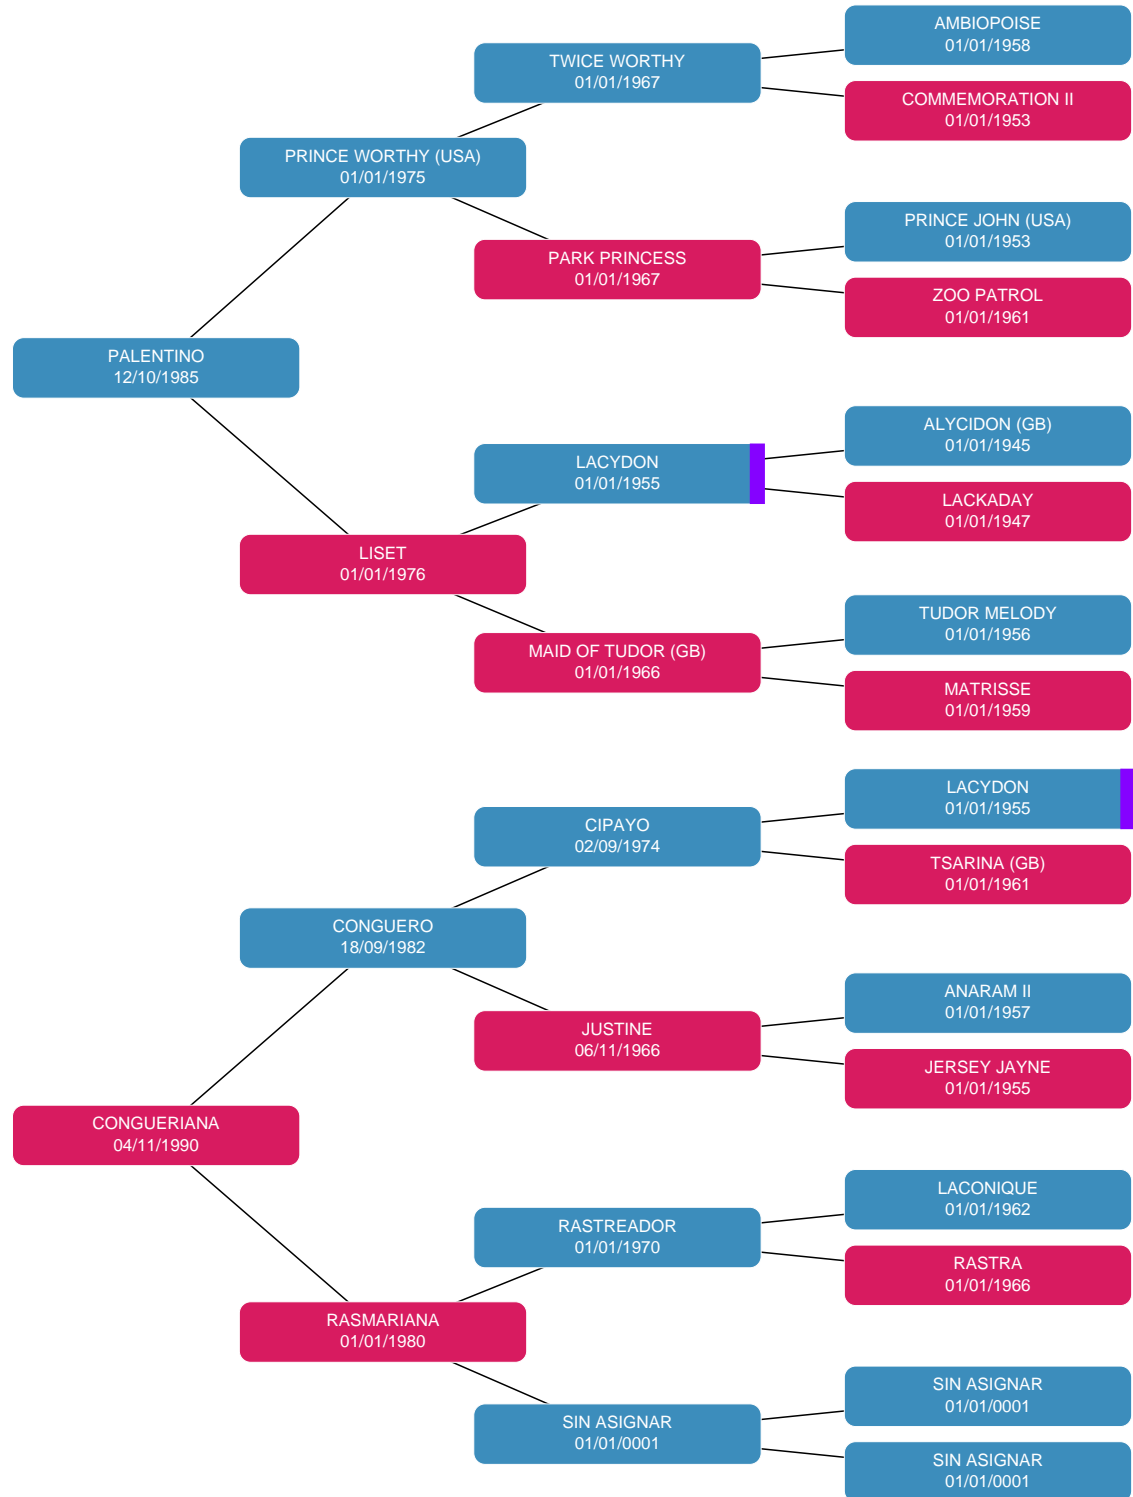 AMBIOPOISE
01/01/1958
TWICE WORTHY
01/01/1967
COMMEMORATION II
01/01/1953
PRINCE WORTHY (USA)
01/01/1975
PRINCE JOHN (USA)
01/01/1953
PARK PRINCESS
01/01/1967
ZOO PATROL
01/01/1961
PALENTINO
12/10/1985
ALYCIDON (GB)
01/01/1945
LACYDON
01/01/1955
LACKADAY
01/01/1947
LISET
01/01/1976
TUDOR MELODY
01/01/1956
MAID OF TUDOR (GB)
01/01/1966
MATRISSE
01/01/1959
LACYDON
01/01/1955
CIPAYO
02/09/1974
TSARINA (GB)
01/01/1961
CONGUERO
18/09/1982
ANARAM II
01/01/1957
JUSTINE
06/11/1966
JERSEY JAYNE
01/01/1955
CONGUERIANA
04/11/1990
LACONIQUE
01/01/1962
RASTREADOR
01/01/1970
RASTRA
01/01/1966
RASMARIANA
01/01/1980
SIN ASIGNAR
01/01/0001
SIN ASIGNAR
01/01/0001
SIN ASIGNAR
01/01/0001